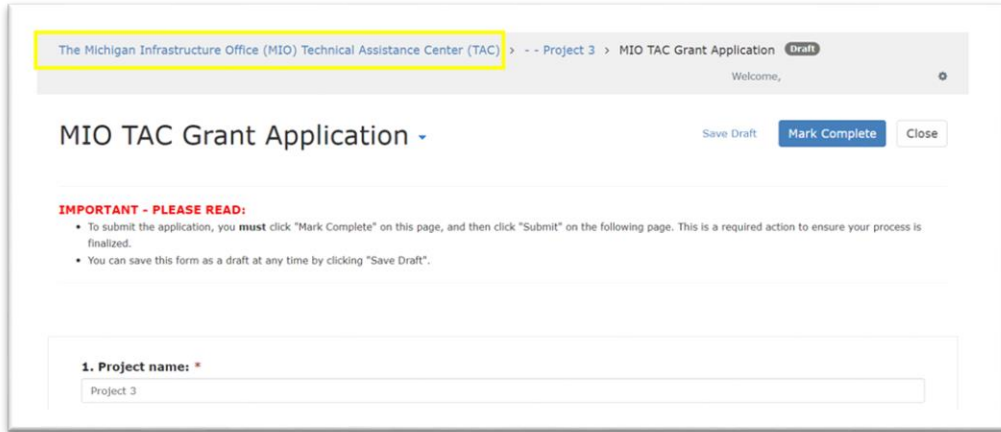 The Michigan Infrastructure Office (MIO) Technical Assistance Center (TAC) > - - Project 3 > MIO TAC Grant Application Draft
Welcome,
MIO TAC Grant Application
Save Draft Mark Complete Close
IMPORTANT - PLEASE READ:
• To submit the application, you must click "Mark Complete" on this page, and then click "Submit" on the following page. This is a required action to ensure your process is
finalized.
• You can save this form as a draft at any time by clicking "Save Draft".
1. Project name: *
Project 3